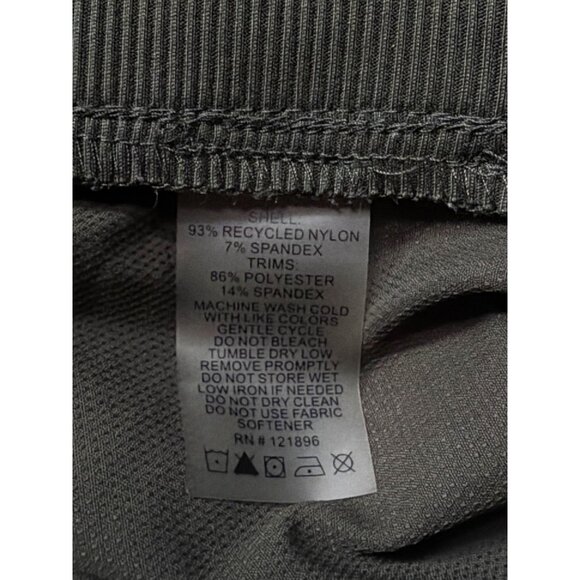 SHELL:
93% RECYCLED NYLON
7% SPANDEX
TRIMS:
86% POLYESTER
14% SPANDEX
MACHINE WASH COLD
WITH LIKE COLORS
GENTLE CYCLE
DO NOT BLEACH
TUMBLE DRY LOW
REMOVE PROMPTLY
DO NOT STORE WET
LOW IRON IF NEEDED
DO NOT DRY CLEAN
DO NOT USE FABRIC
SOFTENER
RN # 121896